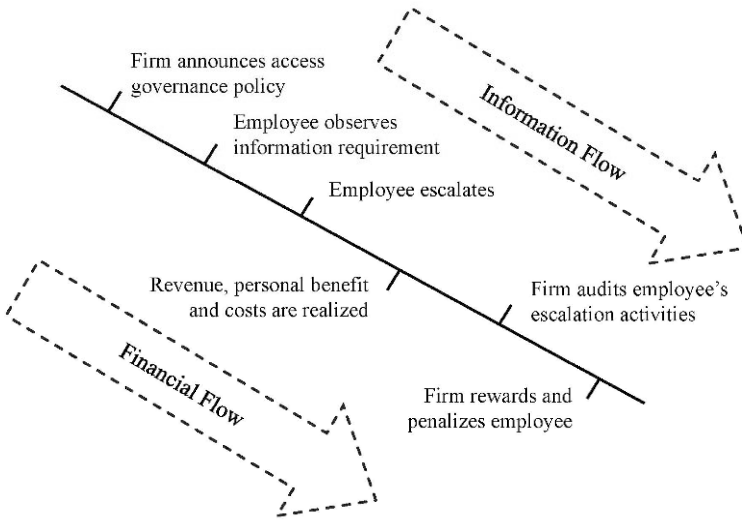 Firm announces access
governance policy
Information Flow
Employee observes
information requirement
Employee escalates
Revenue, personal benefit
and costs are realized
Firm audits employee's
escalation activities
Financial Flow
Firm rewards and
penalizes employee